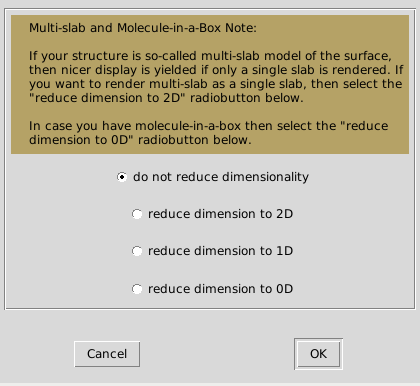 Multi-slab and Molecule-in-a-Box Note:
If your structure is so-called multi-slab model of the surface,
then nicer display is yielded if only a single slab is rendered. If
you want to render multi-slab as a single slab, then select the
"reduce dimension to 2D" radiobutton below.
In case you have molecule-in-a-box then select the "reduce
dimension to 0D" radiobutton below.
do not reduce dimensionality
reduce dimension to 2D
reduce dimension to 1D
reduce dimension to 0D
Cancel OK